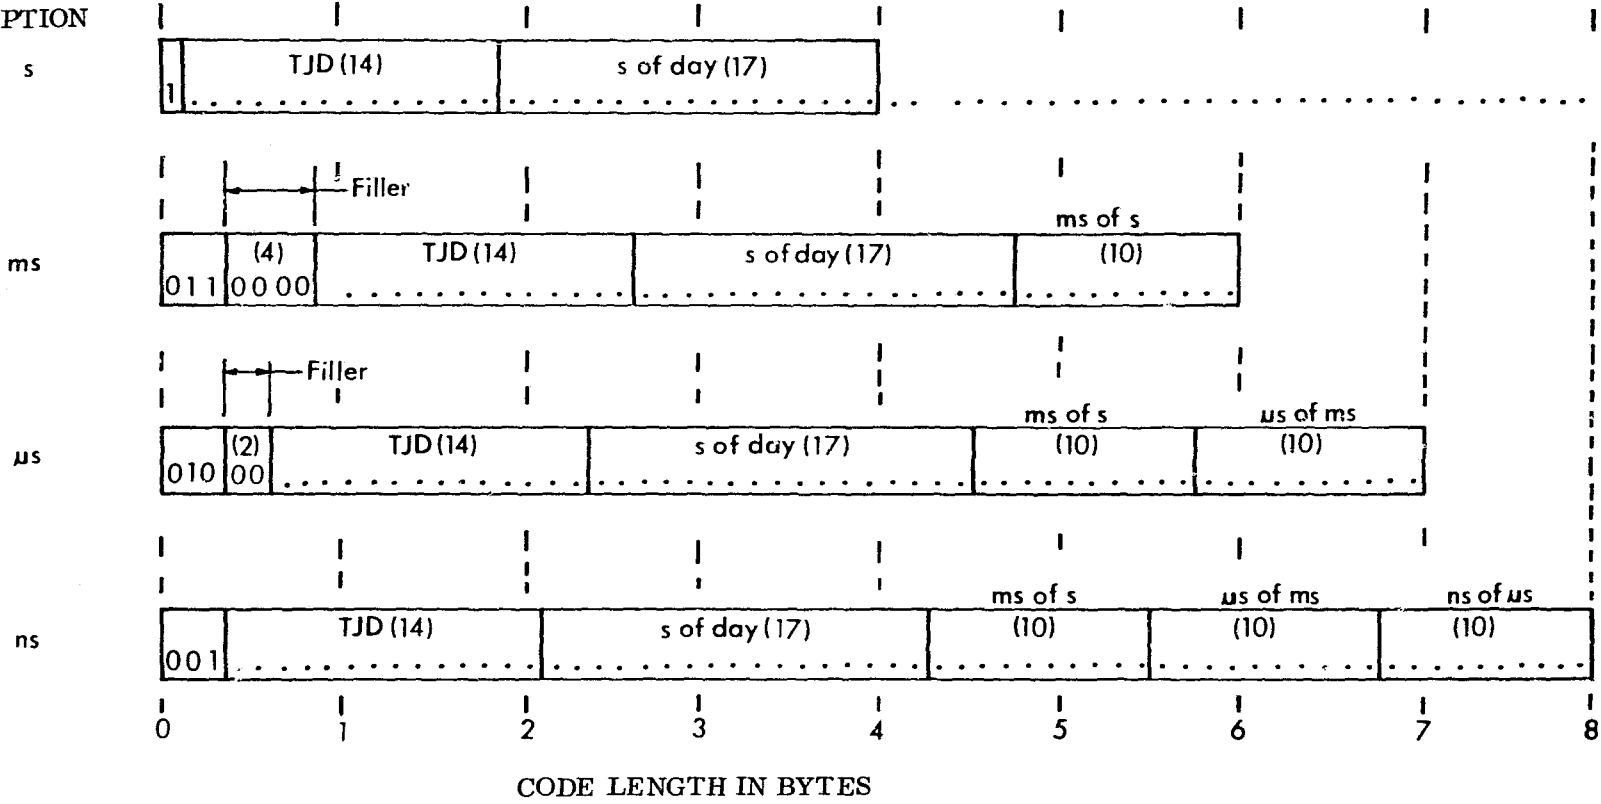 PTION
s
TJD (14)
s of day (17)
1
Filler
ms of s
ms
(4)
TJD (14)
s of day (17)
(10)
011
00 00
Filler
ms of s
µs of ms
µs
(2)
TJD (14)
s of day (17)
(10)
(10)
010
00
ms of s
µs of ms
ns of µs
ns
TJD (14)
s of day (17)
(10)
(10)
(10)
001
0 1 2 3 4 5 6 7 8
CODE LENGTH IN BYTES